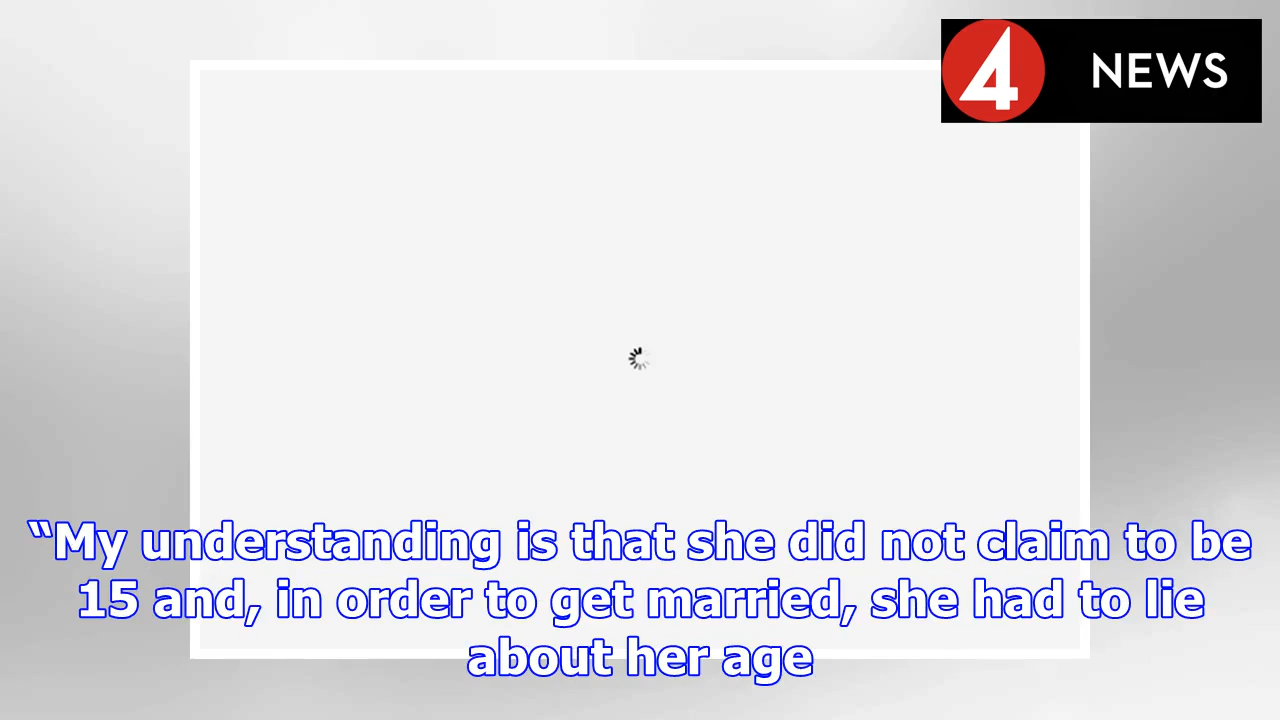 4 NEWS
“My understanding is that she did not claim to be
15 and, in order to get married, she had to lie
about her age